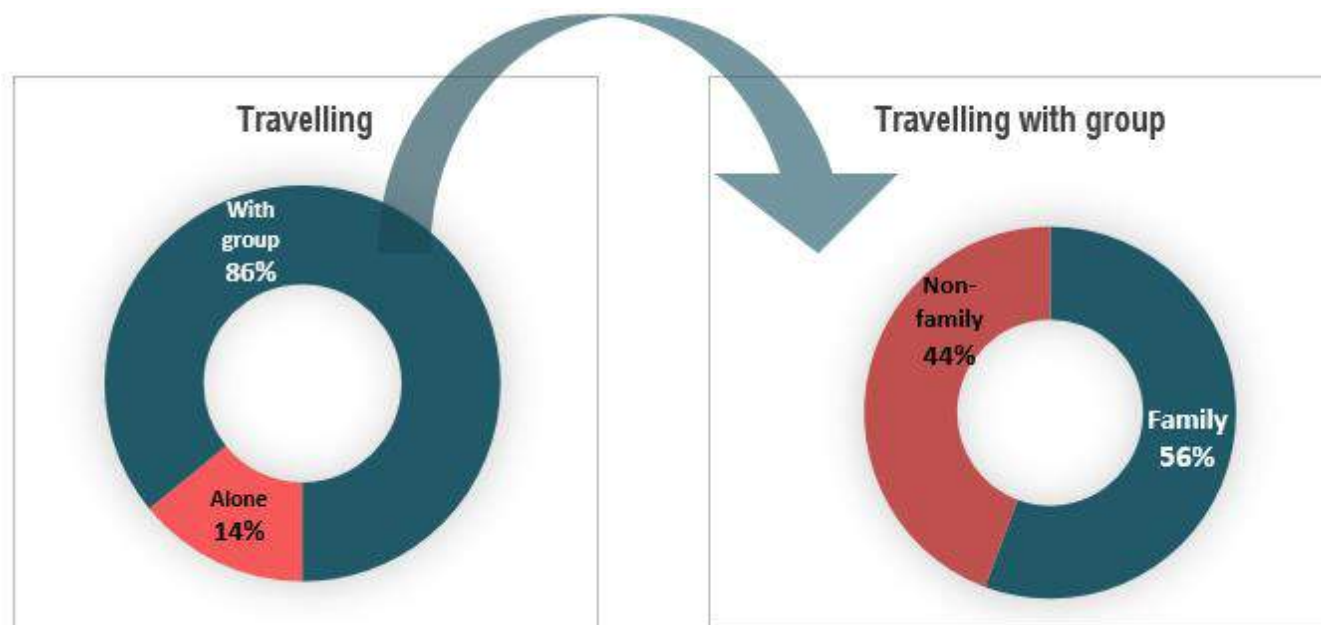 Travelling
With
group
86%
Alone
14%
Travelling with group
Non-
family
44%
Family
56%